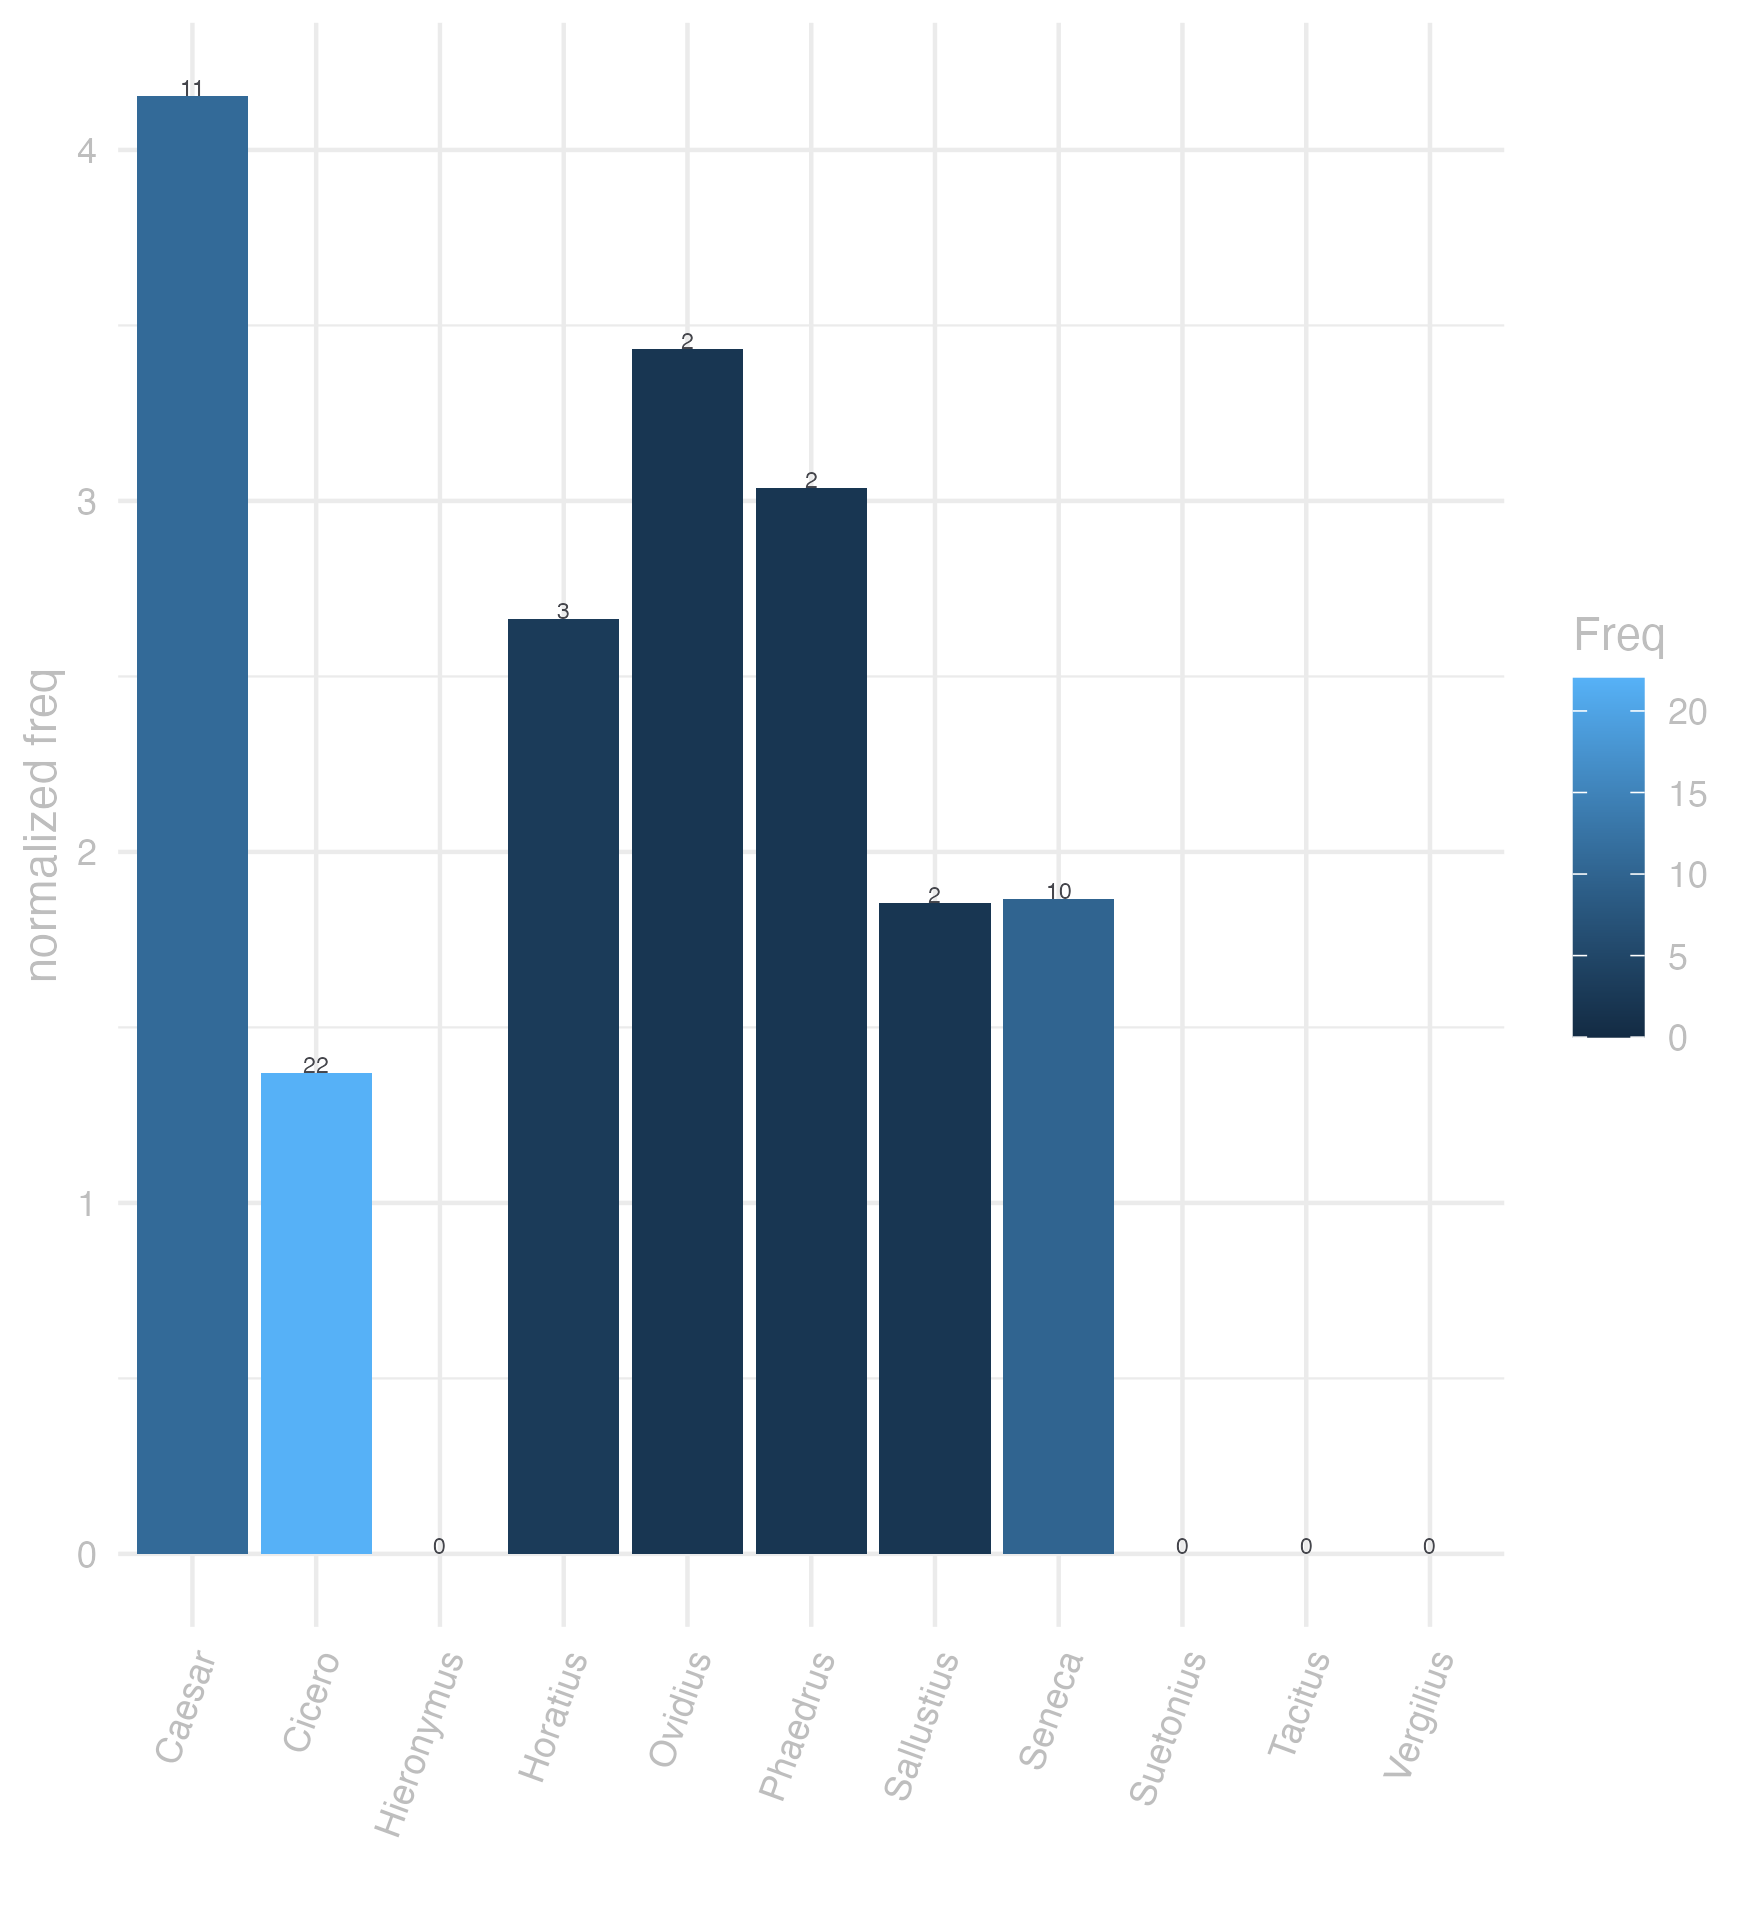 11
4
2
2
3
3
Freq
20
15
10
5
0
normalized freq
2
2
10
22
1
0
0
0
0
0
Caesar
Cicero
Hieronymus
Horatius
Ovidius
Phaedrus
Sallustius
Seneca
Suetonius
Tacitus
Vergilius